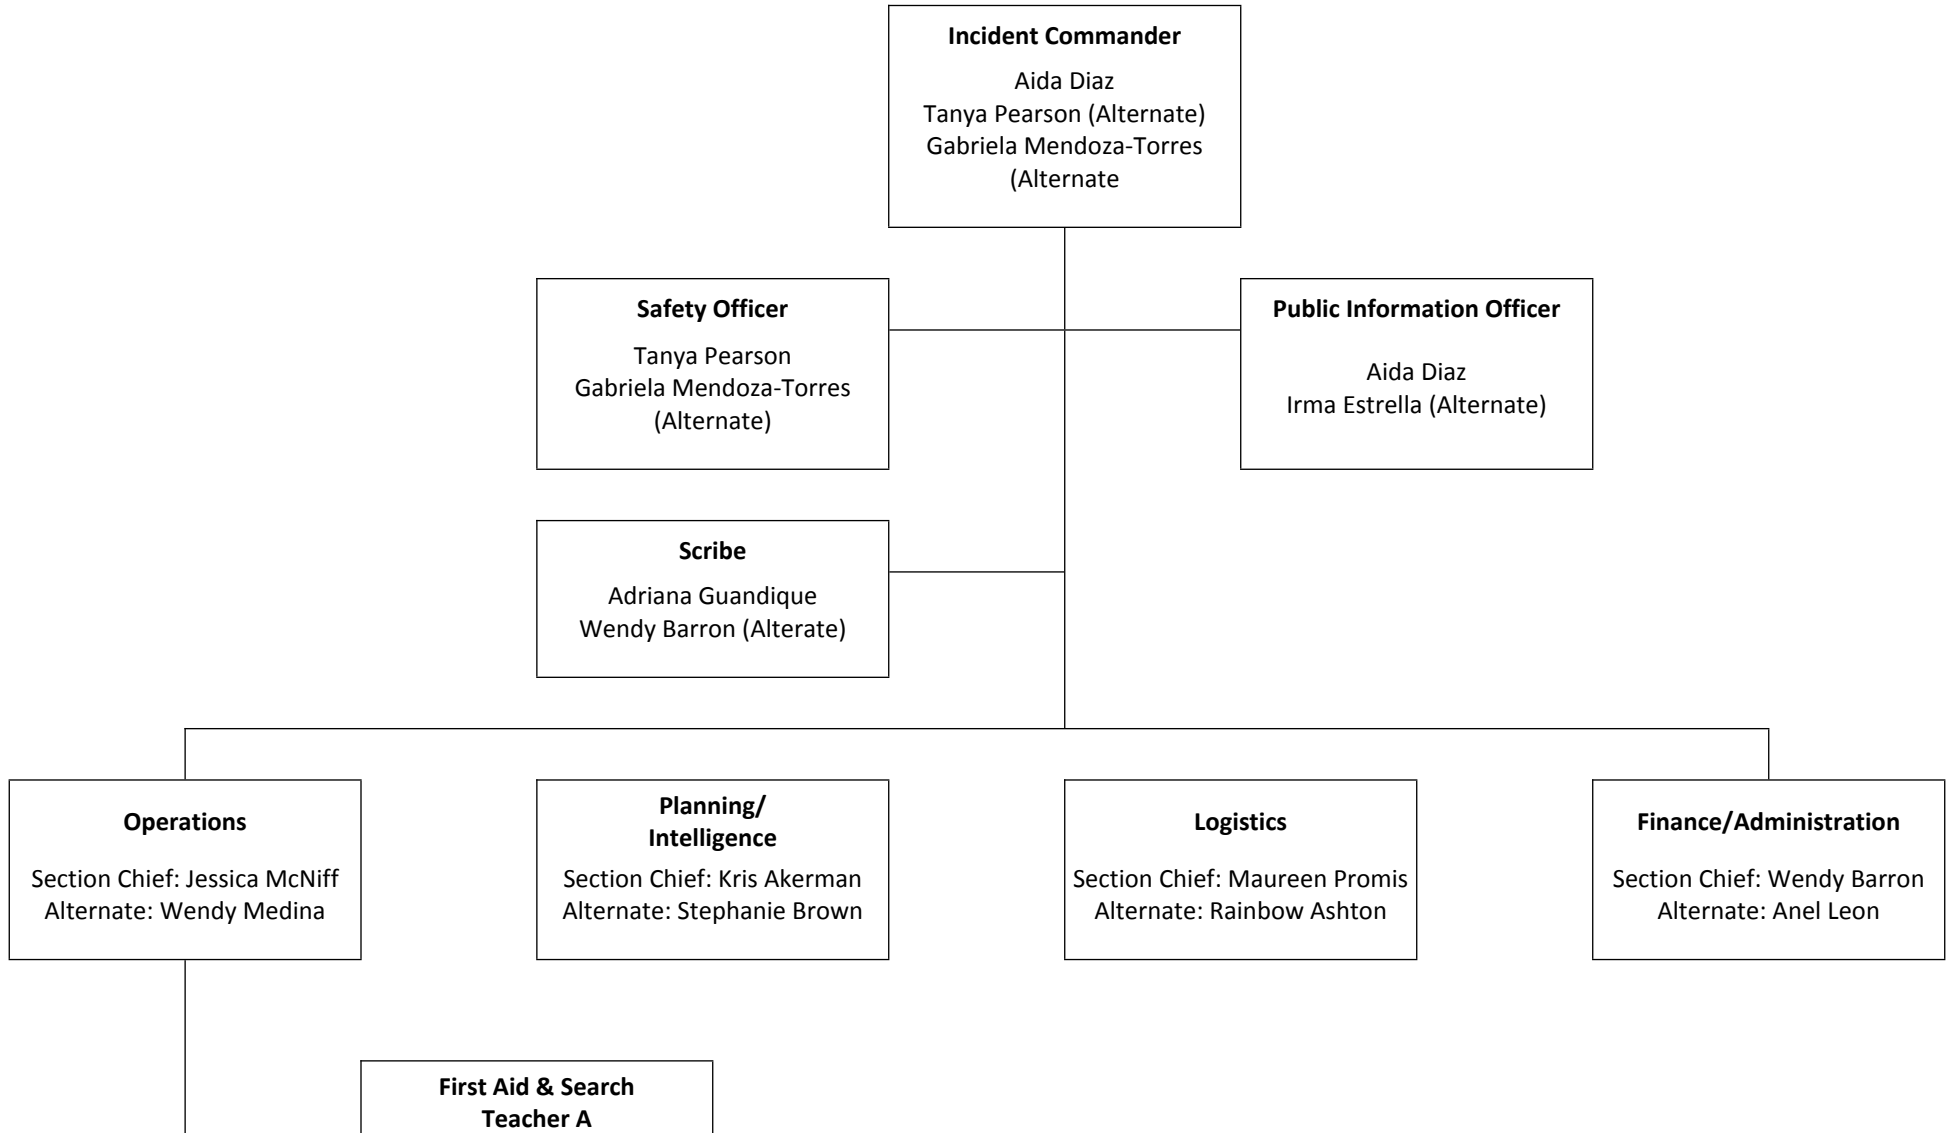 Incident Commander
Aida Diaz
Tanya Pearson (Alternate)
Gabriela Mendoza-Torres
(Alternate
Safety Officer
Tanya Pearson
Gabriela Mendoza-Torres
(Alternate)
Public Information Officer
Aida Diaz
Irma Estrella (Alternate)
Scribe
Adriana Guandique
Wendy Barron (Alterate)
Operations
Section Chief: Jessica McNiff
Alternate: Wendy Medina
Planning/
Intelligence
Section Chief: Kris Akerman
Alternate: Stephanie Brown
Logistics
Section Chief: Maureen Promis
Alternate: Rainbow Ashton
Finance/Administration
Section Chief: Wendy Barron
Alternate: Anel Leon
First Aid & Search
Teacher A